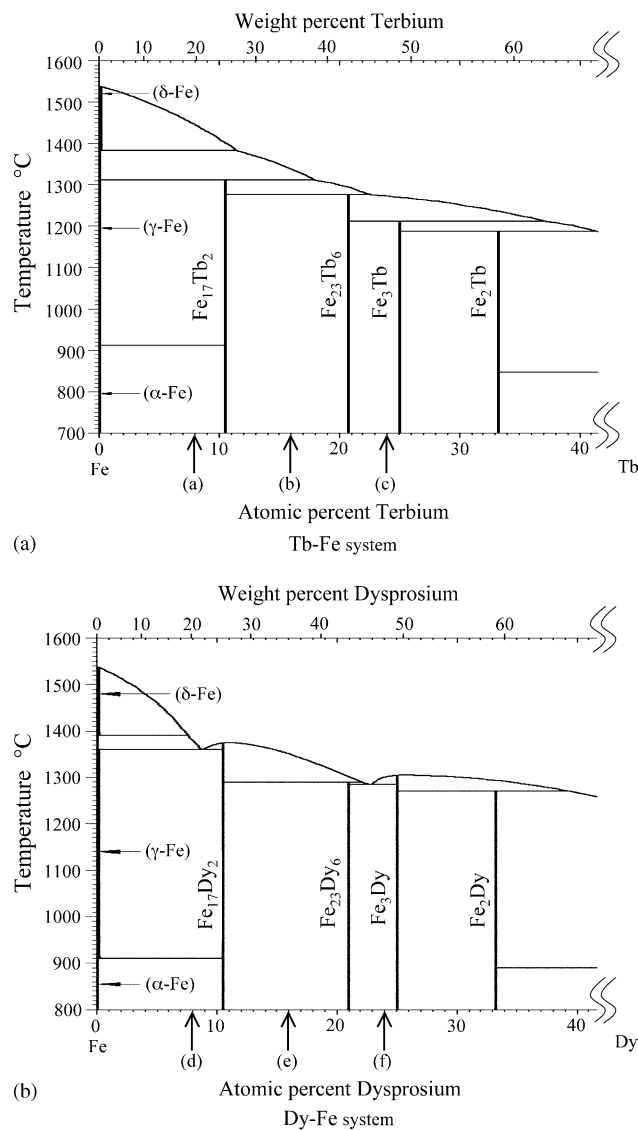 Weight percent Terbium
0 10 20 30 40 50 60
1600
1500
1400
1300
1200
1100
1000
900
800
700
Temperature °C
(δ-Fe)
(γ-Fe)
(α-Fe)
Fe₁₇Tb₂
Fe₂₃Tb₆
Fe₃Tb
Fe₂Tb
0 10 20 30 40
Fe Tb
(a) (b) (c)
Atomic percent Terbium
(a) Tb-Fe system
Weight percent Dysprosium
0 10 20 30 40 50 60
1600
1500
1400
1300
1200
1100
1000
900
800
Temperature °C
(δ-Fe)
(γ-Fe)
(α-Fe)
Fe₁₇Dy₂
Fe₂₃Dy₆
Fe₃Dy
Fe₂Dy
0 10 20 30 40
Fe Dy
(d) (e) (f)
(b) Atomic percent Dysprosium
Dy-Fe system